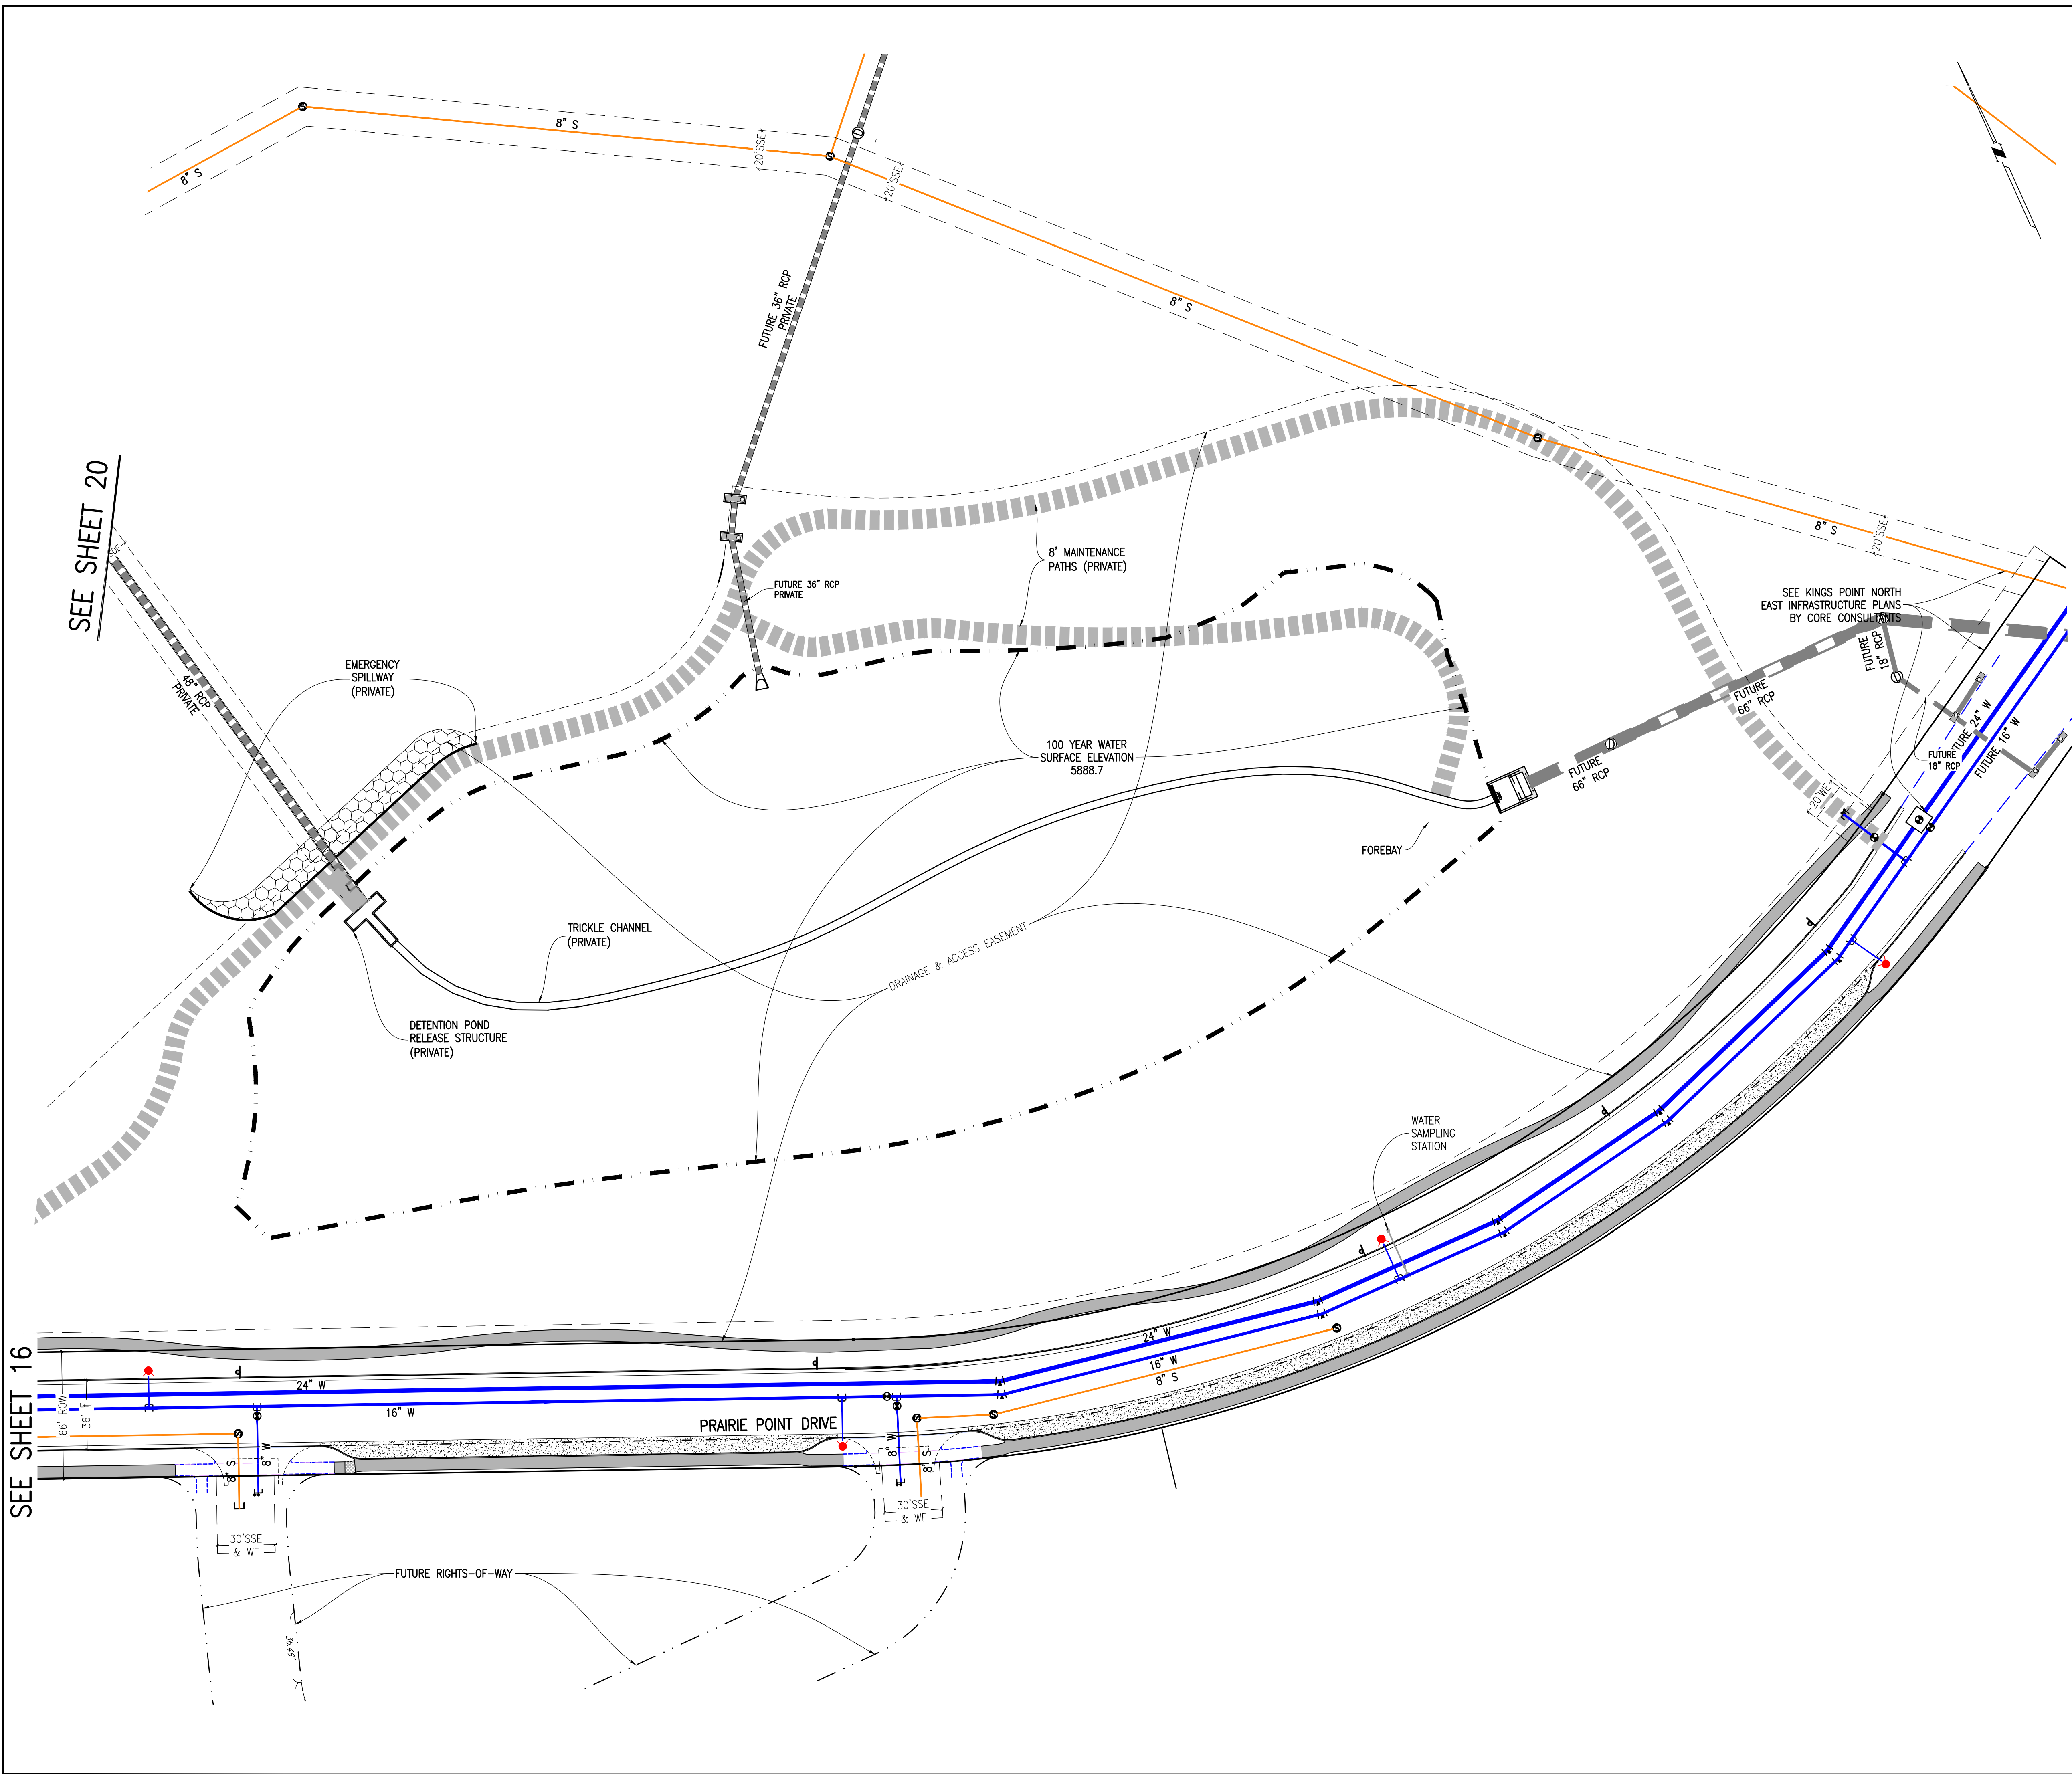 8" S
8" S
20'SSE
20'SSE
FUTURE 36" RCP
PRIVATE
8" S
SEE SHEET 20
8' MAINTENANCE
PATHS (PRIVATE)
8" S
20'SSE
FUTURE 36" RCP
PRIVATE
SEE KINGS POINT NORTH
EAST INFRASTRUCTURE PLANS
BY CORE CONSULTANTS
FUTURE
18" RCP
EMERGENCY
SPILLWAY
(PRIVATE)
48" RCP
PRIVATE
FUTURE
66" RCP
FUTURE 24" W
FUTURE 16" W
FUTURE
18" RCP
100 YEAR WATER
SURFACE ELEVATION
5888.7
FUTURE
66" RCP
20'WE
FOREBAY
TRICKLE CHANNEL
(PRIVATE)
DRAINAGE & ACCESS EASEMENT
DETENTION POND
RELEASE STRUCTURE
(PRIVATE)
WATER
SAMPLING
STATION
SEE SHEET 16
66' ROW
24" W
16" W
24" W
16" W
8" S
PRAIRIE POINT DRIVE
8" S
8" W
8" W
8" S
30'SSE
& WE
30'SSE
& WE
FUTURE RIGHTS-OF-WAY
36.46'